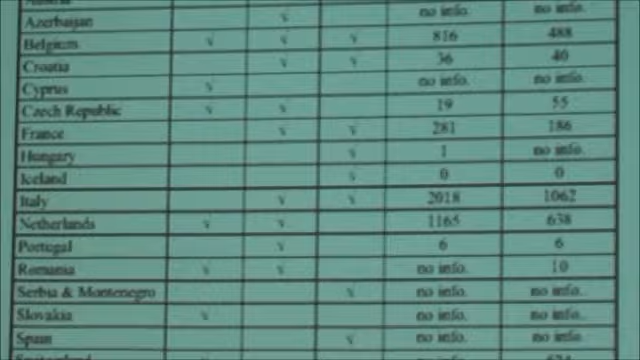 Austria
Azerbaijan √ no info. no info.
Belgium √ √ √ 816 488
Croatia √ √ 36 40
Cyprus √ no info. no info.
Czech Republic √ √ 19 55
France √ √ 281 186
Hungary √ 1 no info.
Iceland √ 0 0
Italy √ √ 2018 1062
Netherlands √ √ 1165 638
Portugal √ 6 6
Romania √ √ no info. 10
Serbia & Montenegro √ no info. no info.
Slovakia √ no info. no info.
Spain √ no info. no info.
Switzerland